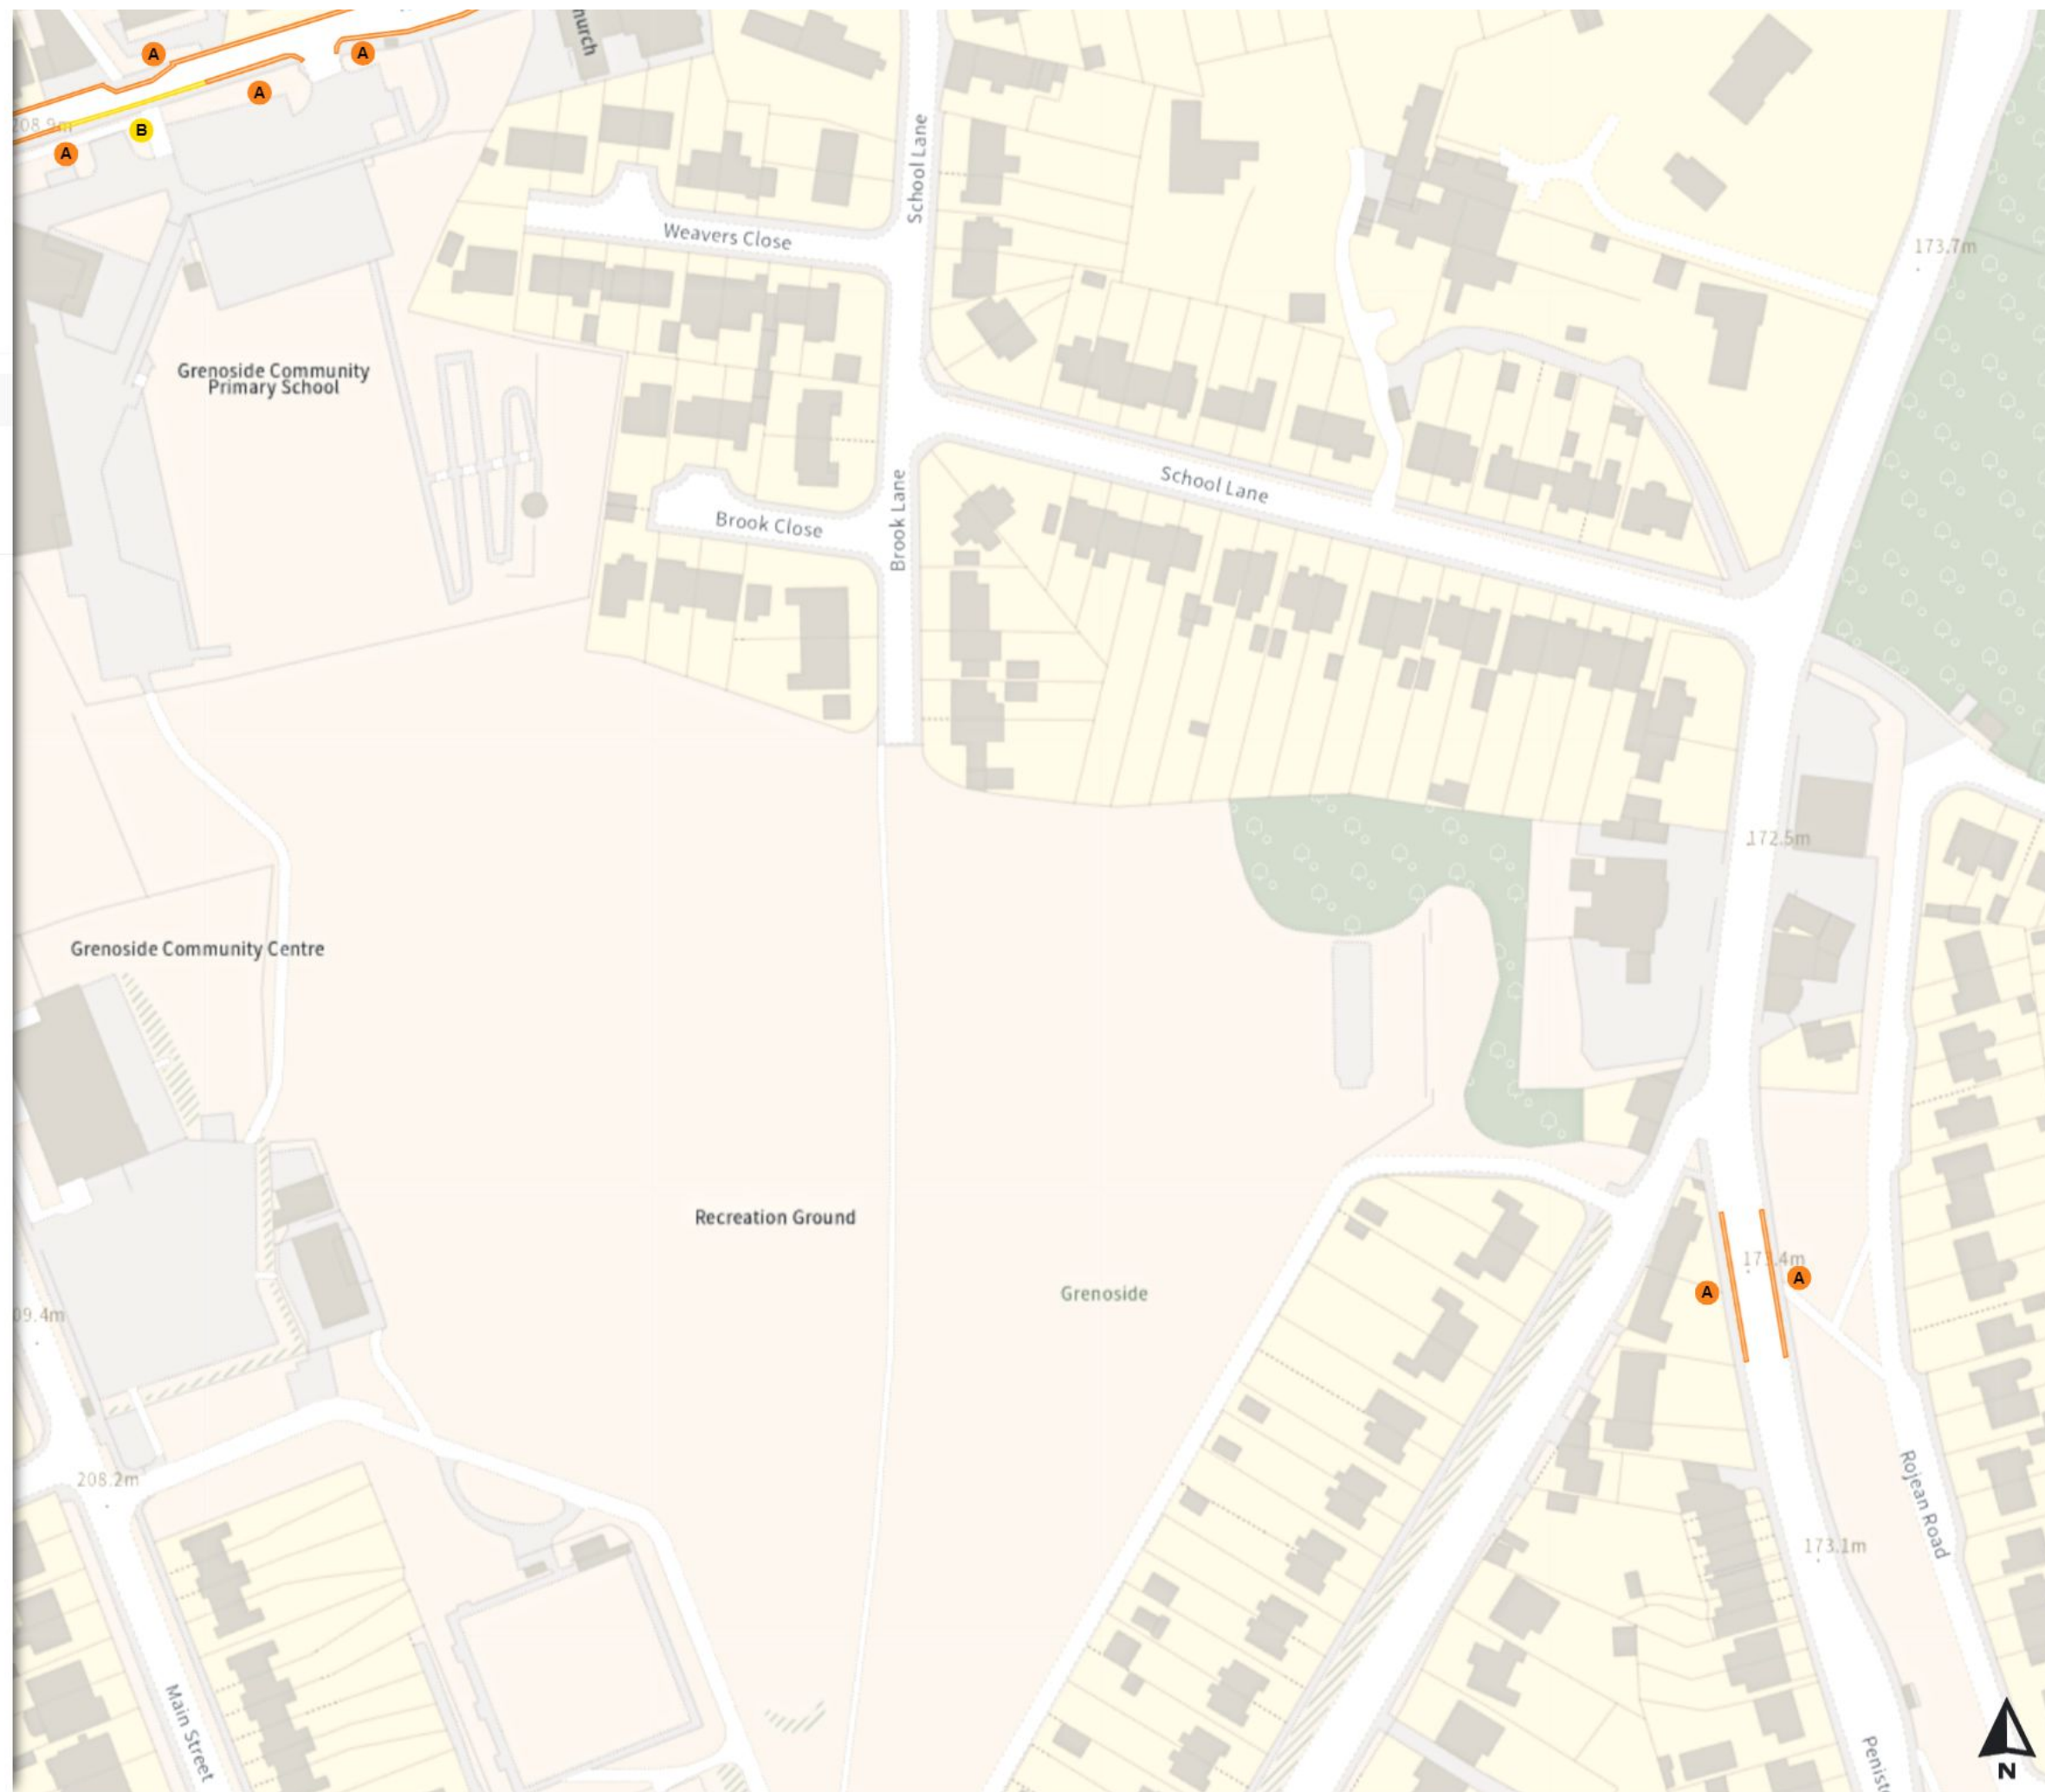 hurch
A
A
A
208.9m
B
A
School Lane
Weavers Close
173.7m
Grenoside Community
Primary School
School Lane
Brook Lane
Brook Close
172.5m
Grenoside Community Centre
Recreation Ground
Grenoside
A
A
09.4m
208.2m
Rojean Road
173.1m
Main Street
Penist
N